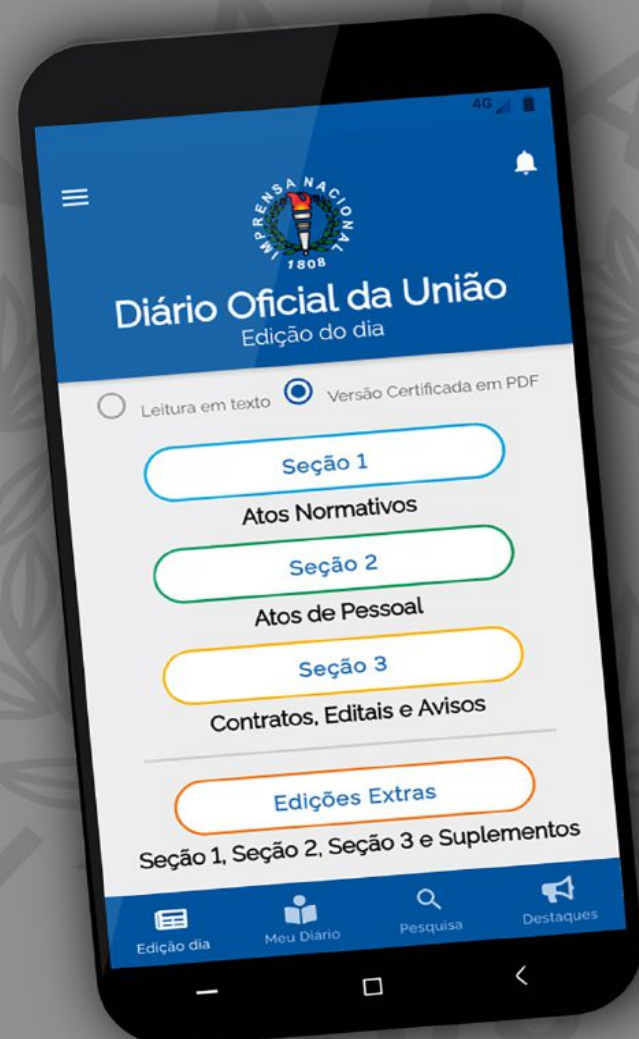 4G
IMPRENSA NACIONAL
1808
Diário Oficial da União
Edição do dia
Leitura em texto Versão Certificada em PDF
Seção 1
Atos Normativos
Seção 2
Atos de Pessoal
Seção 3
Contratos, Editais e Avisos
Edições Extras
Seção 1, Seção 2, Seção 3 e Suplementos
Edição dia Meu Diário Pesquisa Destaques